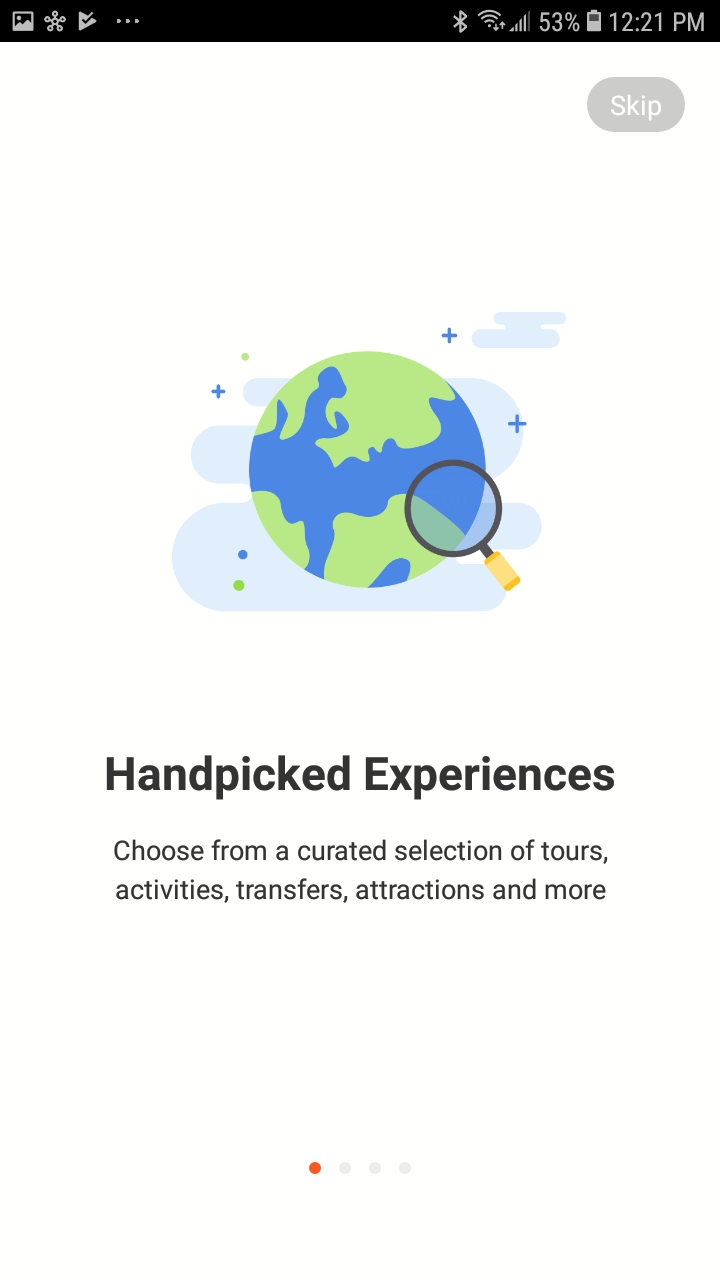 53% 12:21 PM
Skip
Handpicked Experiences
Choose from a curated selection of tours,
activities, transfers, attractions and more